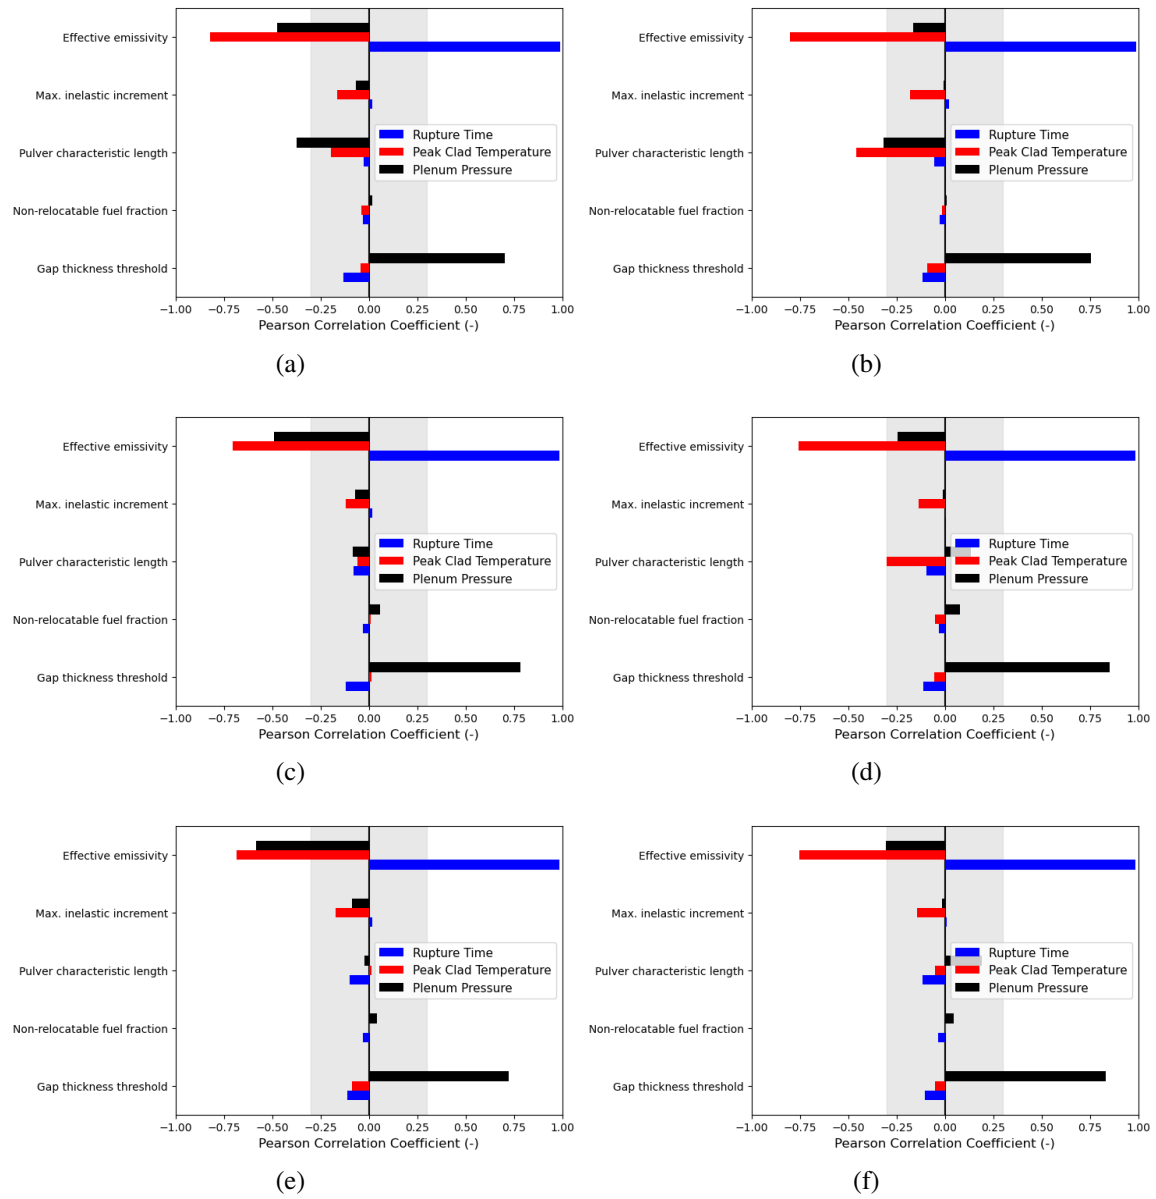 Effective emissivity
Max. inelastic increment
Pulver characteristic length
Non-relocatable fuel fraction
Gap thickness threshold
Rupture Time
Peak Clad Temperature
Plenum Pressure
−1.00 −0.75 −0.50 −0.25 0.00 0.25 0.50 0.75 1.00
Pearson Correlation Coefficient (-)
(a)
Effective emissivity
Max. inelastic increment
Pulver characteristic length
Non-relocatable fuel fraction
Gap thickness threshold
Rupture Time
Peak Clad Temperature
Plenum Pressure
−1.00 −0.75 −0.50 −0.25 0.00 0.25 0.50 0.75 1.00
Pearson Correlation Coefficient (-)
(b)
Effective emissivity
Max. inelastic increment
Pulver characteristic length
Non-relocatable fuel fraction
Gap thickness threshold
Rupture Time
Peak Clad Temperature
Plenum Pressure
−1.00 −0.75 −0.50 −0.25 0.00 0.25 0.50 0.75 1.00
Pearson Correlation Coefficient (-)
(c)
Effective emissivity
Max. inelastic increment
Pulver characteristic length
Non-relocatable fuel fraction
Gap thickness threshold
Rupture Time
Peak Clad Temperature
Plenum Pressure
−1.00 −0.75 −0.50 −0.25 0.00 0.25 0.50 0.75 1.00
Pearson Correlation Coefficient (-)
(d)
Effective emissivity
Max. inelastic increment
Pulver characteristic length
Non-relocatable fuel fraction
Gap thickness threshold
Rupture Time
Peak Clad Temperature
Plenum Pressure
−1.00 −0.75 −0.50 −0.25 0.00 0.25 0.50 0.75 1.00
Pearson Correlation Coefficient (-)
(e)
Effective emissivity
Max. inelastic increment
Pulver characteristic length
Non-relocatable fuel fraction
Gap thickness threshold
Rupture Time
Peak Clad Temperature
Plenum Pressure
−1.00 −0.75 −0.50 −0.25 0.00 0.25 0.50 0.75 1.00
Pearson Correlation Coefficient (-)
(f)